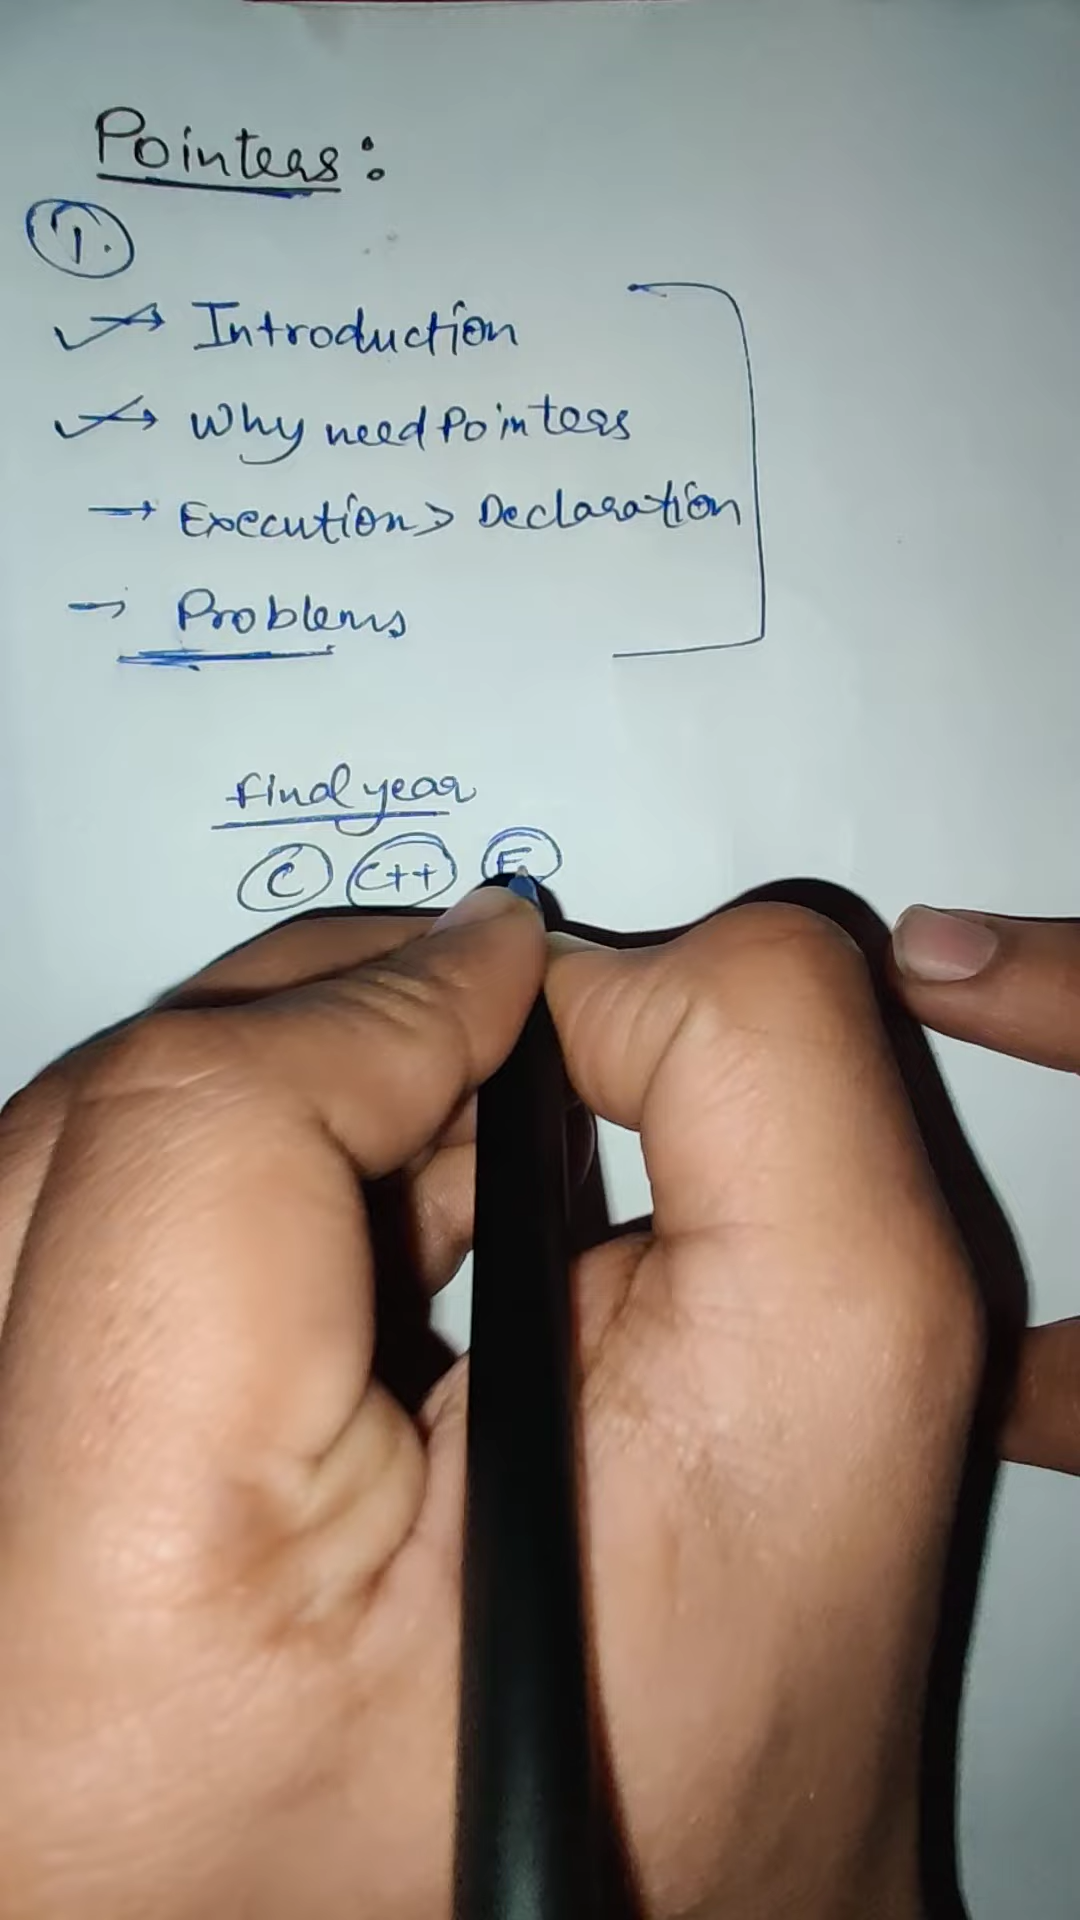 Pointers:
1.
→ Introduction
→ Why need Pointers
→ Execution > Declaration
→ Problems
final year
C C++ E